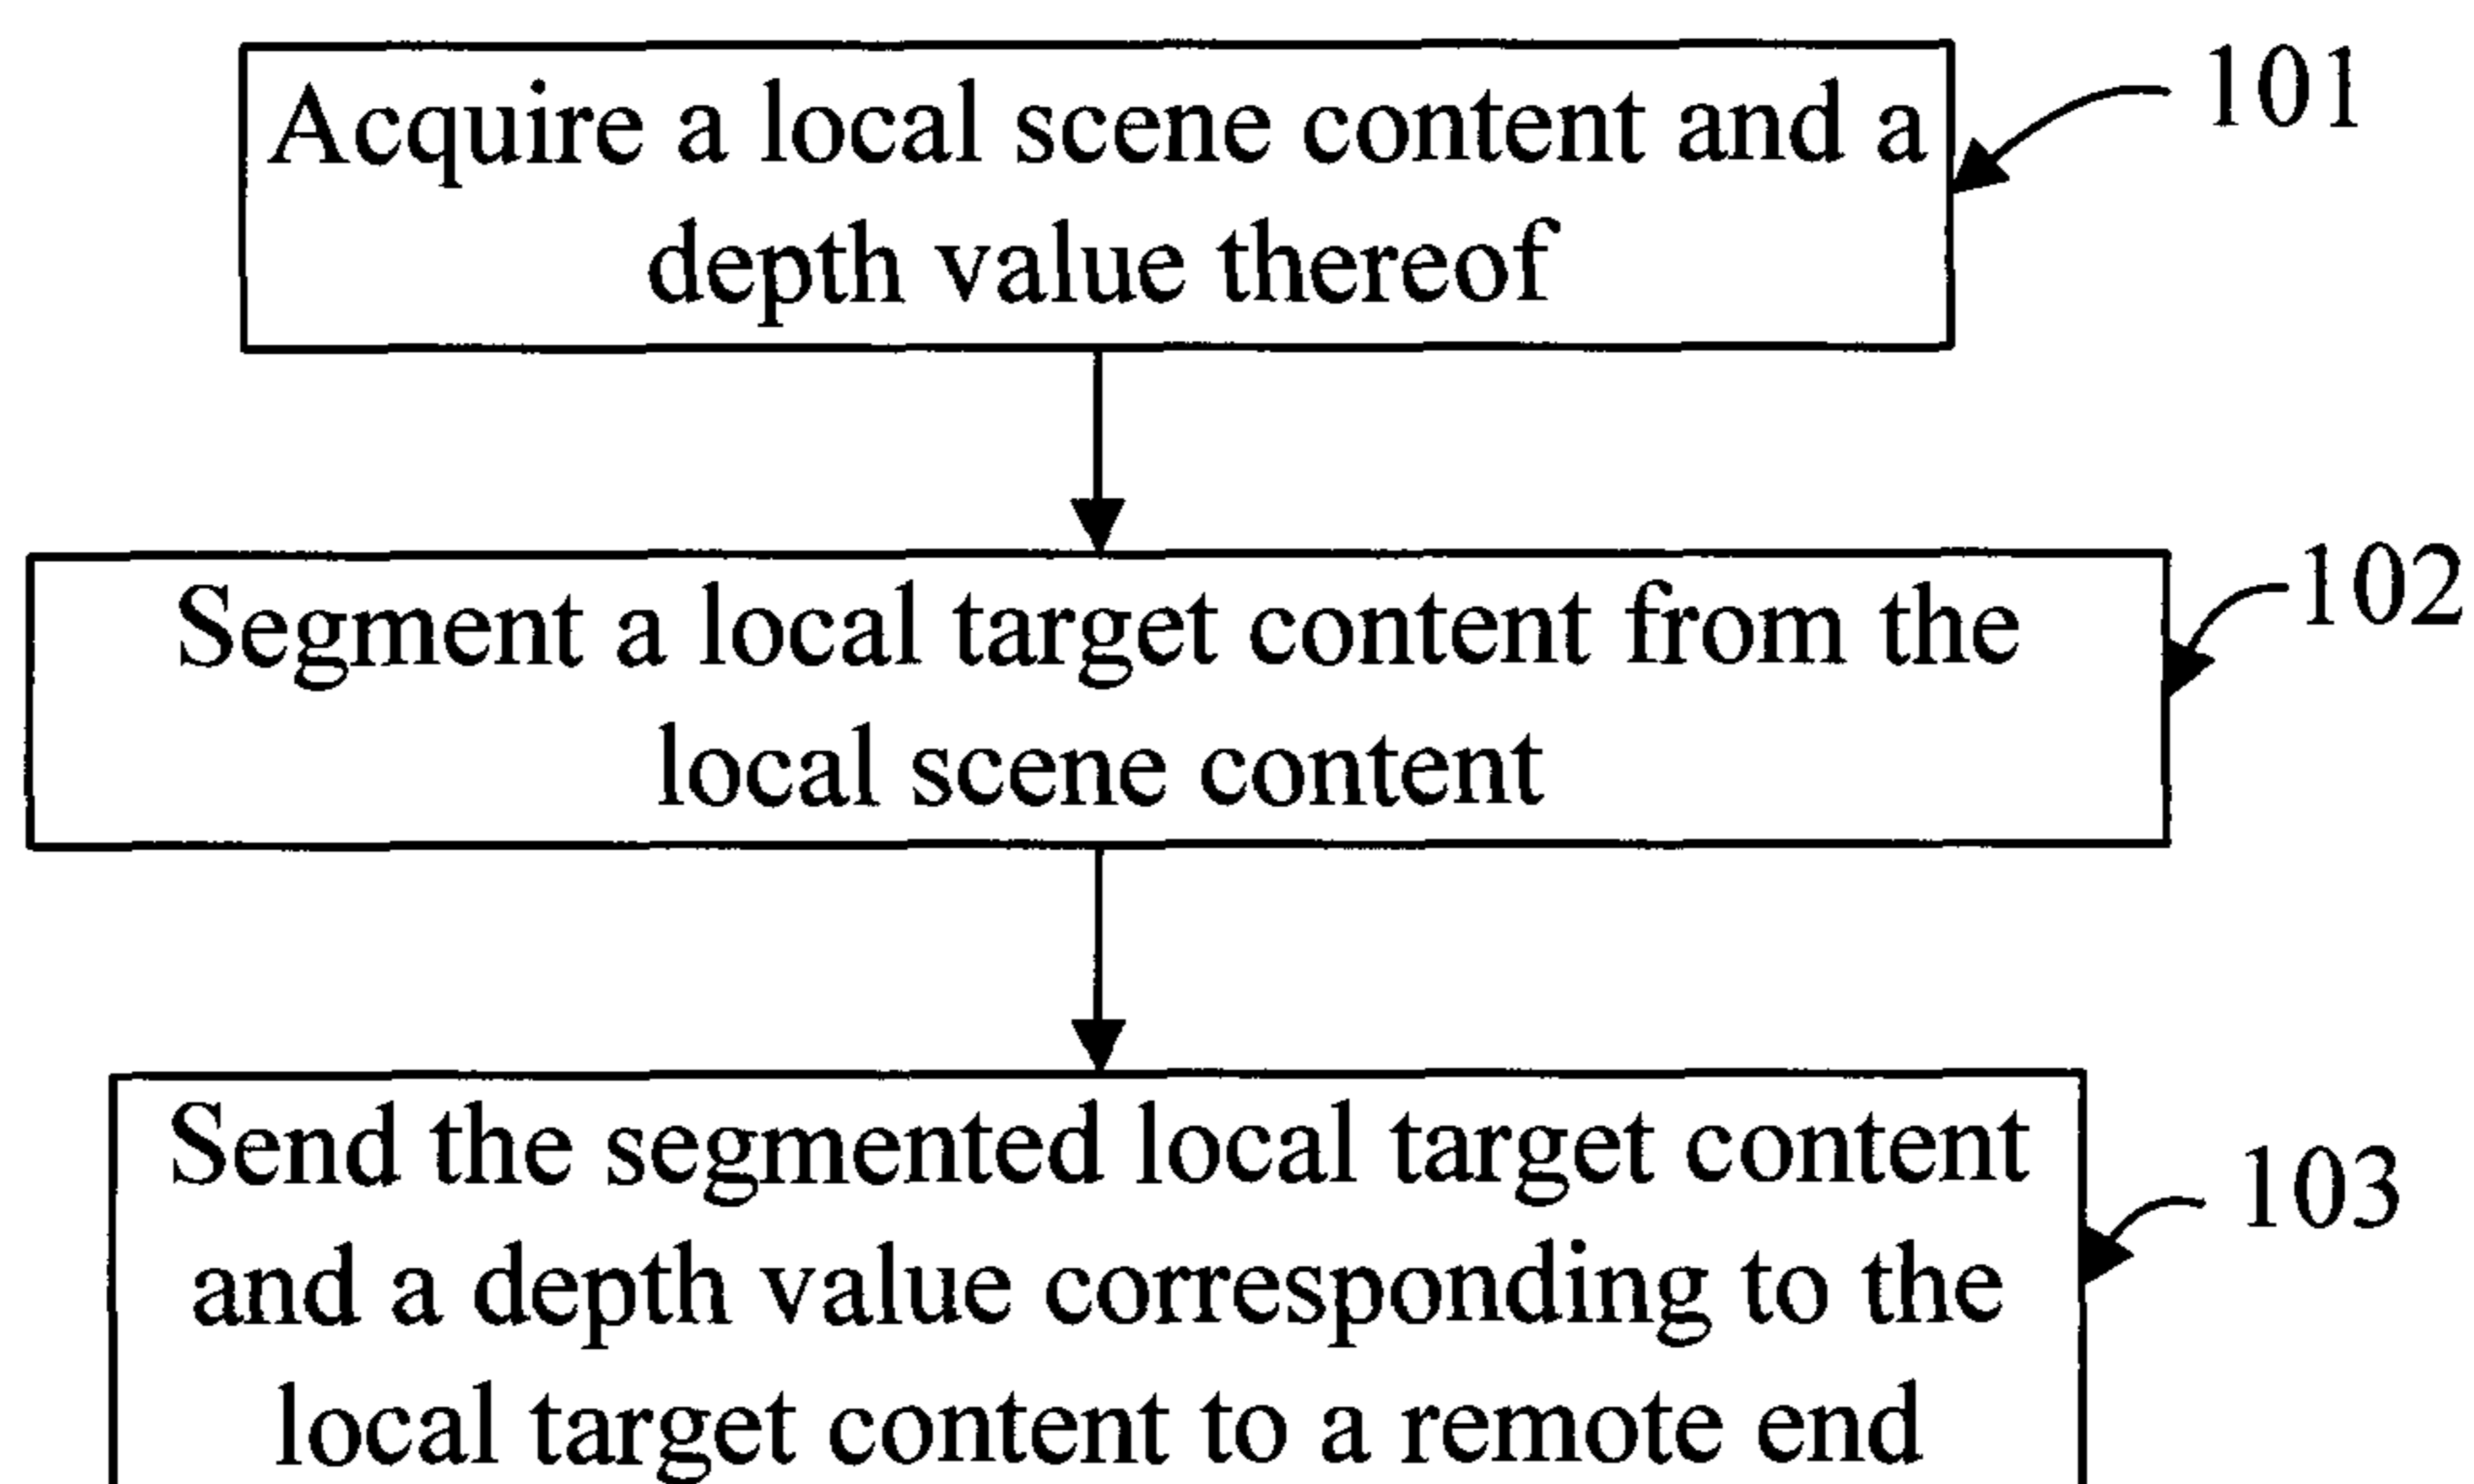 Acquire a local scene content and a
depth value thereof
101
Segment a local target content from the
local scene content
102
Send the segmented local target content
and a depth value corresponding to the
local target content to a remote end
103